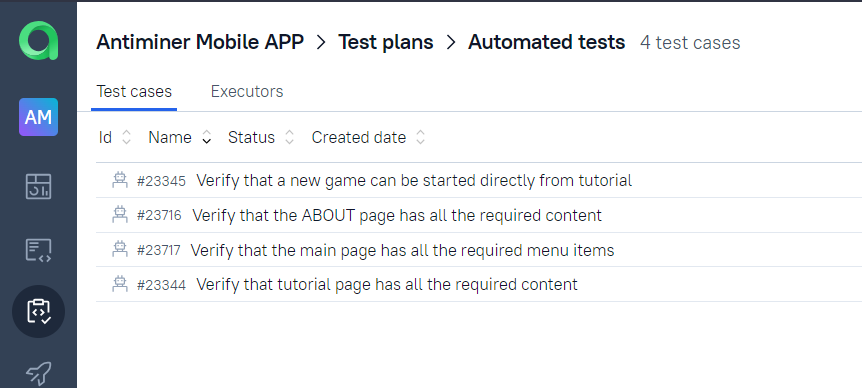 Antiminer Mobile APP > Test plans > Automated tests 4 test cases
Test cases Executors
AM
Id Name Status Created date
#23345 Verify that a new game can be started directly from tutorial
#23716 Verify that the ABOUT page has all the required content
#23717 Verify that the main page has all the required menu items
#23344 Verify that tutorial page has all the required content